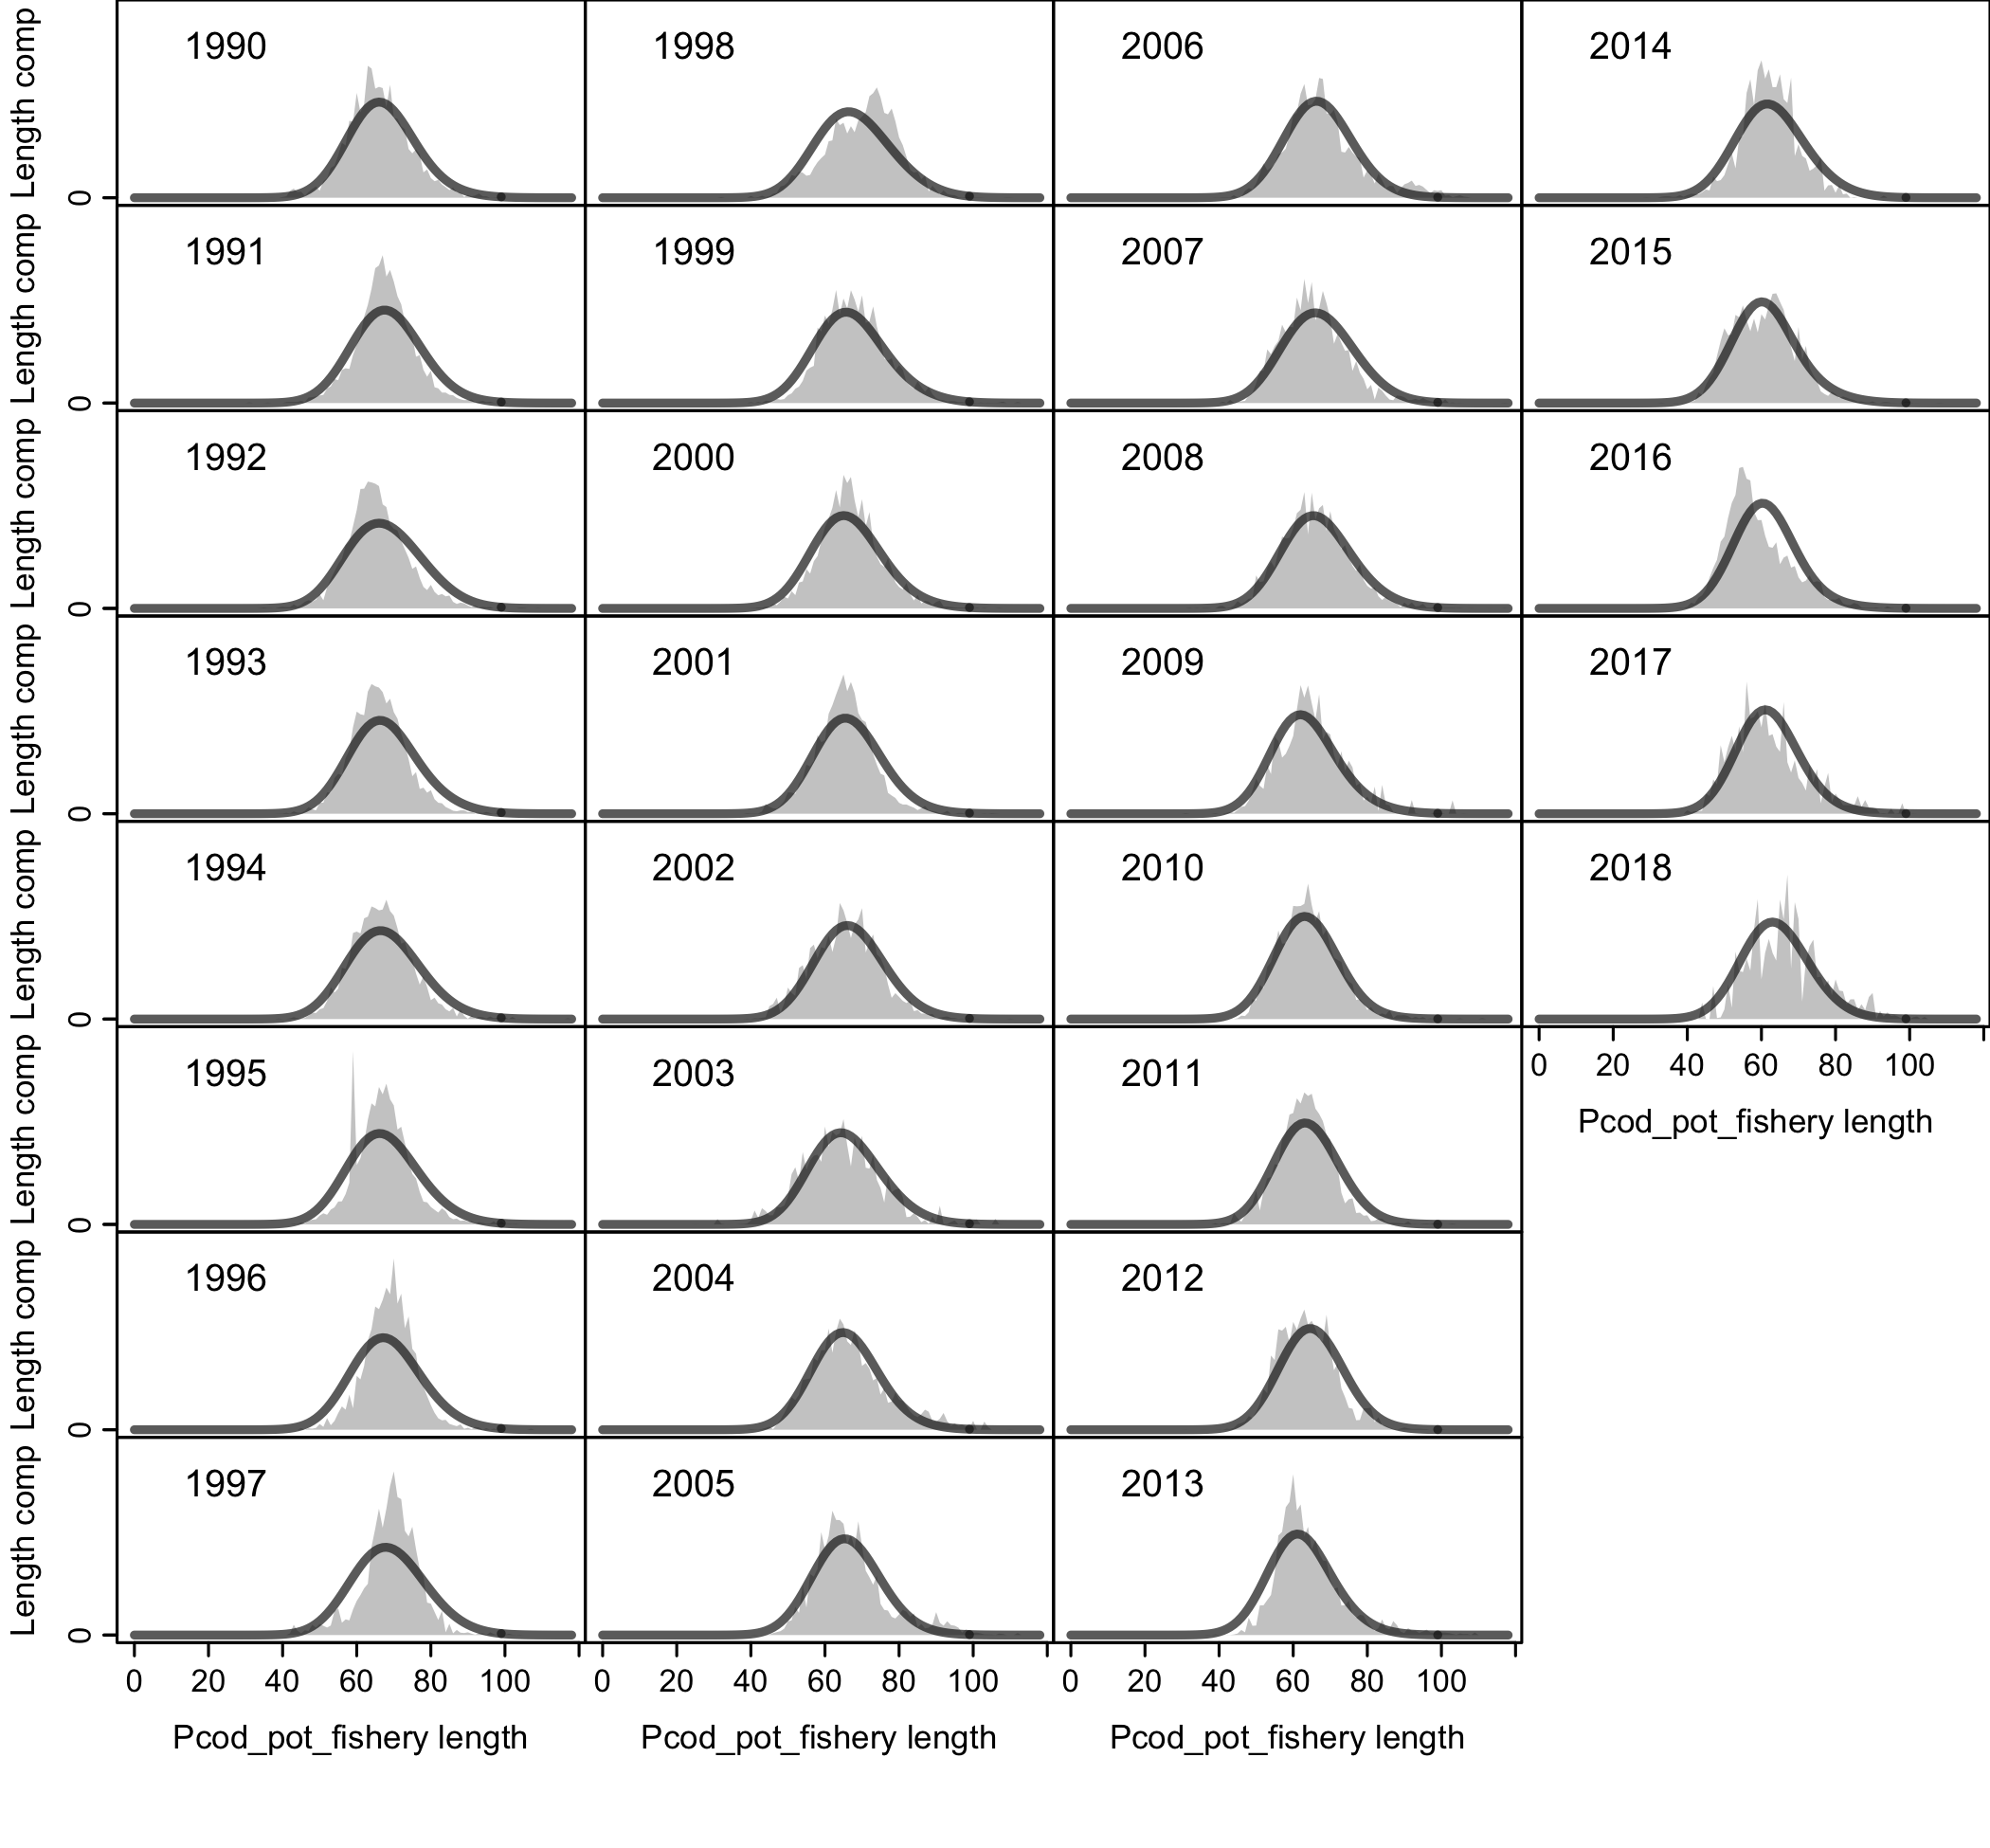 Length comp 1990 1998 2006 2014
0
Length comp 1991 1999 2007 2015
0
Length comp 1992 2000 2008 2016
0
Length comp 1993 2001 2009 2017
0
Length comp 1994 2002 2010 2018
0
0 20 40 60 80 100
Pcod_pot_fishery length
Length comp 1995 2003 2011
0
Length comp 1996 2004 2012
0
Length comp 1997 2005 2013
0
0 20 40 60 80 100 0 20 40 60 80 100 0 20 40 60 80 100
Pcod_pot_fishery length Pcod_pot_fishery length Pcod_pot_fishery length